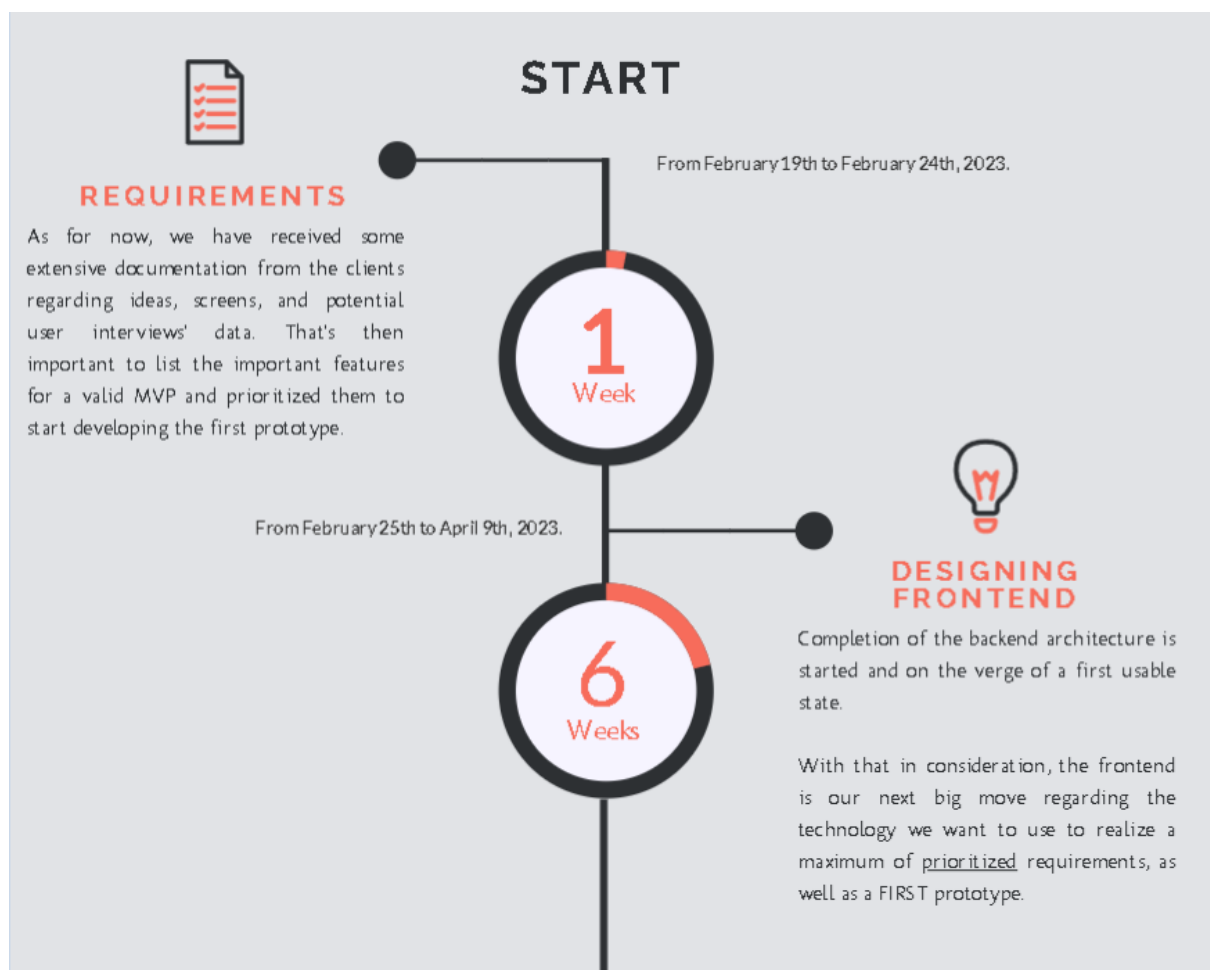 START
From February 19th to February 24th, 2023.
REQUIREMENTS
As for now, we have received some
extensive documentation from the clients
regarding ideas, screens, and potential
user interviews' data. That's then
important to list the important features
for a valid MVP and prioritized them to
start developing the first prototype.
1
Week
From February 25th to April 9th, 2023.
DESIGNING
FRONTEND
Completion of the backend architecture is
started and on the verge of a first usable
state.
With that in consideration, the frontend
is our next big move regarding the
technology we want to use to realize a
maximum of prioritized requirements, as
well as a FIRST prototype.
6
Weeks